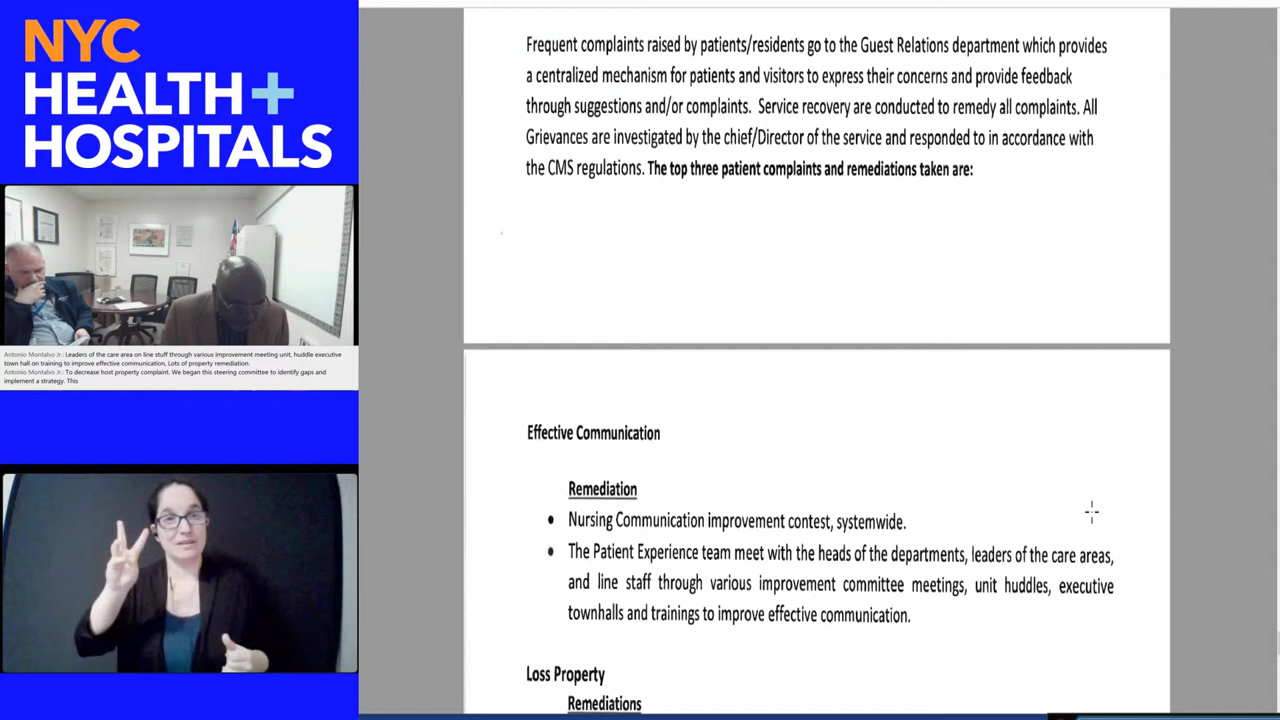 NYC
HEALTH+
HOSPITALS
Antonio Montalvo Jr.: Leaders of the care area on line stuff through various improvement meeting unit, huddle executive
town hall on training to improve effective communication, Lots of property remediation.
Antonio Montalvo Jr.: To decrease host property complaint. We began this steering committee to identify gaps and
implement a strategy. This
Frequent complaints raised by patients/residents go to the Guest Relations department which provides
a centralized mechanism for patients and visitors to express their concerns and provide feedback
through suggestions and/or complaints. Service recovery are conducted to remedy all complaints. All
Grievances are investigated by the chief/Director of the service and responded to in accordance with
the CMS regulations. The top three patient complaints and remediations taken are:
Effective Communication
Remediation
• Nursing Communication improvement contest, systemwide.
• The Patient Experience team meet with the heads of the departments, leaders of the care areas,
and line staff through various improvement committee meetings, unit huddles, executive
townhalls and trainings to improve effective communication.
Loss Property
Remediations